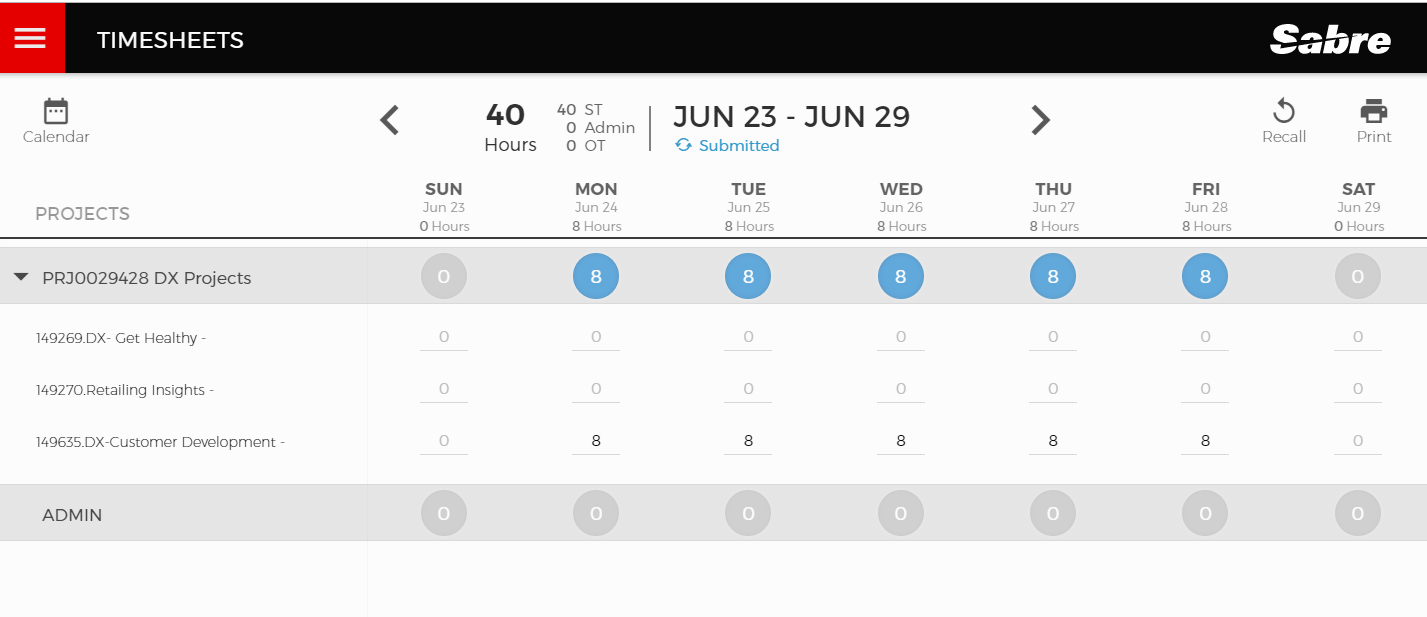 TIMESHEETS
Sabre
Calendar
40 Hours
40 ST
0 Admin
0 OT
JUN 23 - JUN 29
Submitted
Recall
Print
PROJECTS
SUN MON TUE WED THU FRI SAT
Jun 23 Jun 24 Jun 25 Jun 26 Jun 27 Jun 28 Jun 29
0 Hours 8 Hours 8 Hours 8 Hours 8 Hours 8 Hours 0 Hours
PRJ0029428 DX Projects 0 8 8 8 8 8 0
149269.DX- Get Healthy - 0 0 0 0 0 0 0
149270.Retailing Insights - 0 0 0 0 0 0 0
149635.DX-Customer Development - 0 8 8 8 8 8 0
ADMIN 0 0 0 0 0 0 0